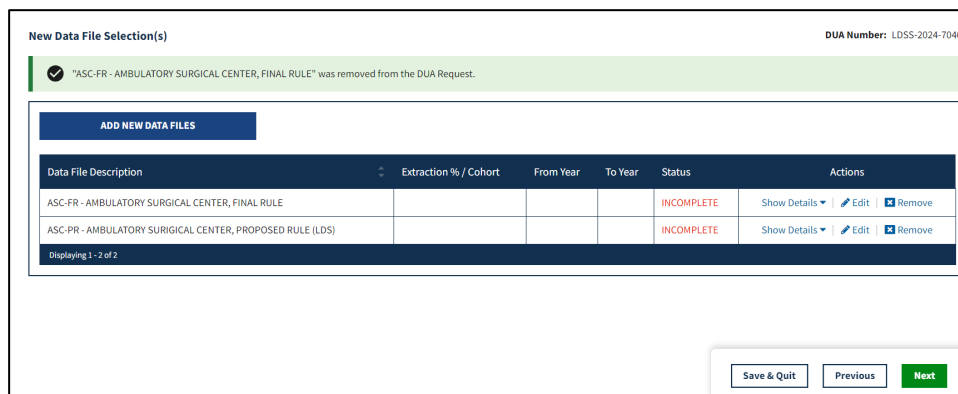 New Data File Selection(s) DUA Number: LDSS-2024-704
"ASC-FR - AMBULATORY SURGICAL CENTER, FINAL RULE" was removed from the DUA Request.
ADD NEW DATA FILES
Data File Description Extraction % / Cohort From Year To Year Status Actions
ASC-FR - AMBULATORY SURGICAL CENTER, FINAL RULE INCOMPLETE Show Details Edit Remove
ASC-PR - AMBULATORY SURIGICAL CENTER, PROPOSED RULE (LDS) INCOMPLETE Show Details Edit Remove
Displaying 1 - 2 of 2
Save & Quit Previous Next